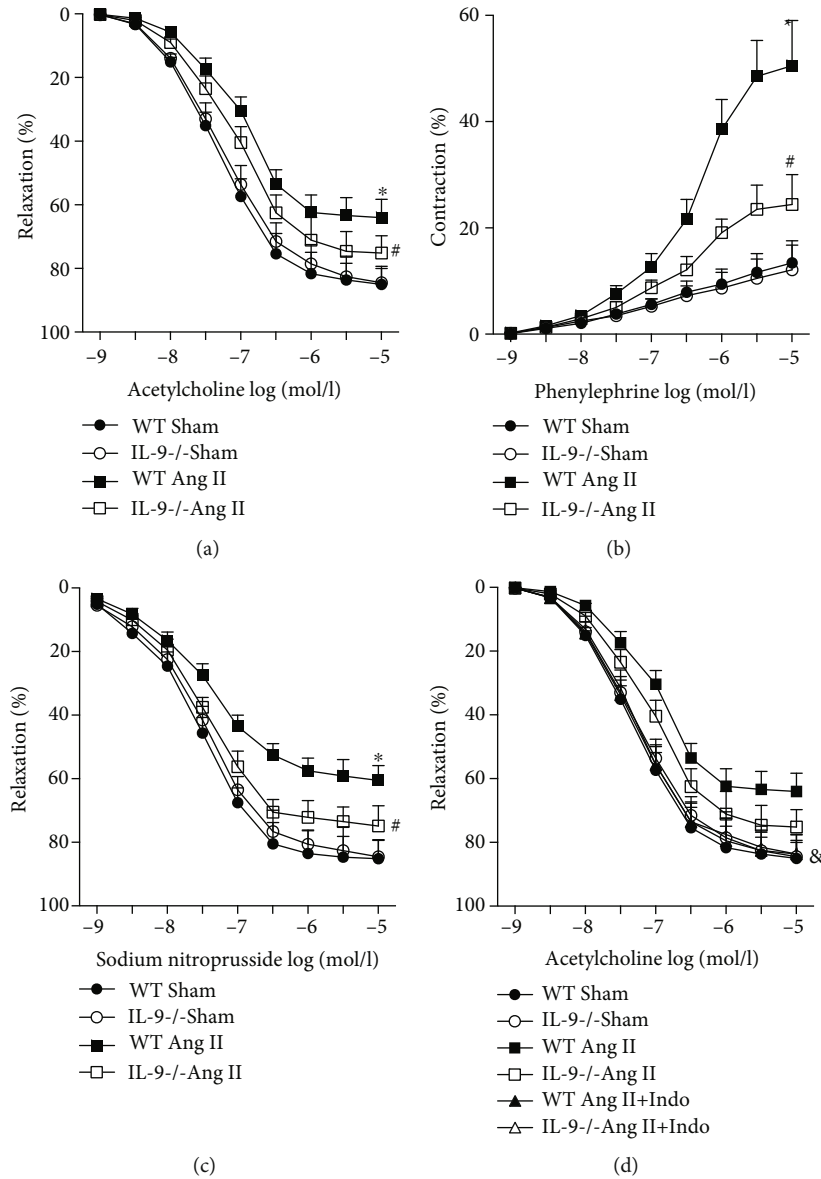 0
20
40
60
80
100
Relaxation (%)
*
#
−9 −8 −7 −6 −5
Acetylcholine log (mol/l)
WT Sham
IL-9-/-Sham
WT Ang II
IL-9-/-Ang II
(a)
60
40
20
0
Contraction (%)
*
#
−9 −8 −7 −6 −5
Phenylephrine log (mol/l)
WT Sham
IL-9-/-Sham
WT Ang II
IL-9-/-Ang II
(b)
0
20
40
60
80
100
Relaxation (%)
*
#
−9 −8 −7 −6 −5
Sodium nitroprusside log (mol/l)
WT Sham
IL-9-/-Sham
WT Ang II
IL-9-/-Ang II
(c)
0
20
40
60
80
100
Relaxation (%)
&
−9 −8 −7 −6 −5
Acetylcholine log (mol/l)
WT Sham
IL-9-/-Sham
WT Ang II
IL-9-/-Ang II
WT Ang II+Indo
IL-9-/-Ang II+Indo
(d)